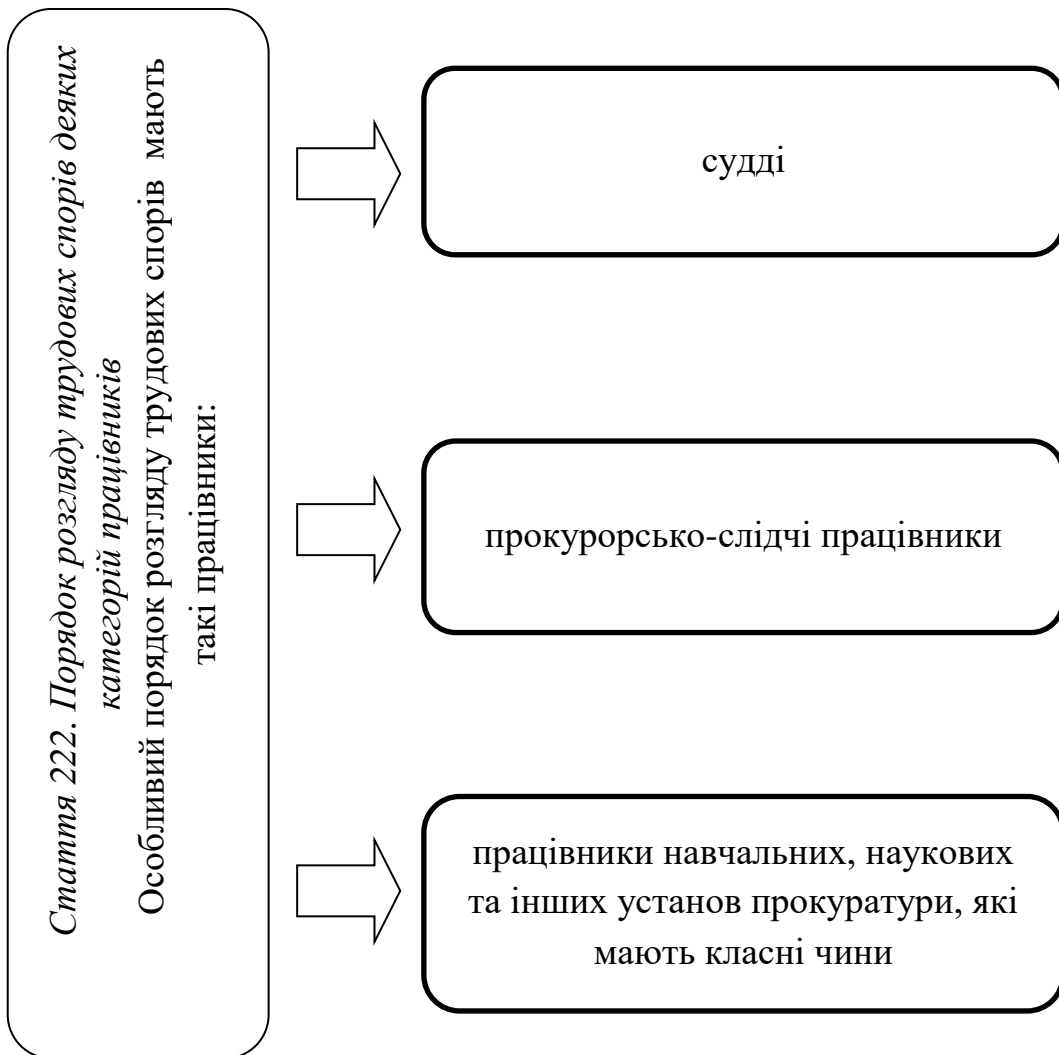 Стаття 222. Порядок розгляду трудових спорів деяких
категорій працівників
Особливий порядок розгляду трудових спорів мають
такі працівники:
судді
прокурорсько-слідчі працівники
працівники навчальних, наукових
та інших установ прокуратури, які
мають класні чини